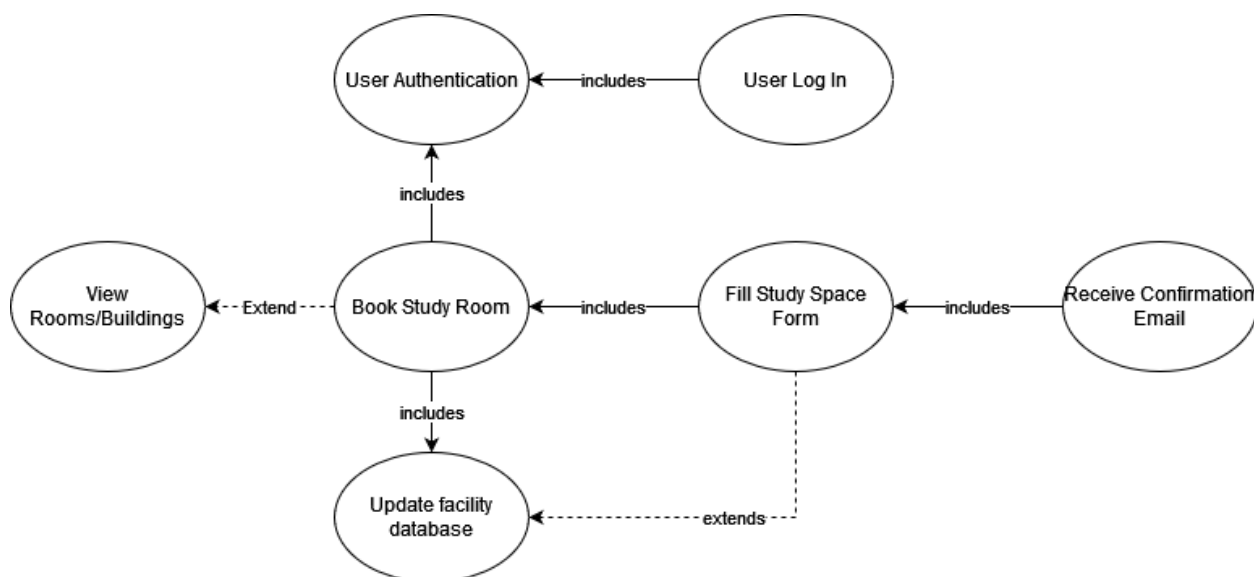 User Authentication
includes
User Log In
includes
View
Rooms/Buildings
Extend
Book Study Room
includes
Fill Study Space
Form
includes
Receive Confirmation
Email
includes
Update facility
database
extends